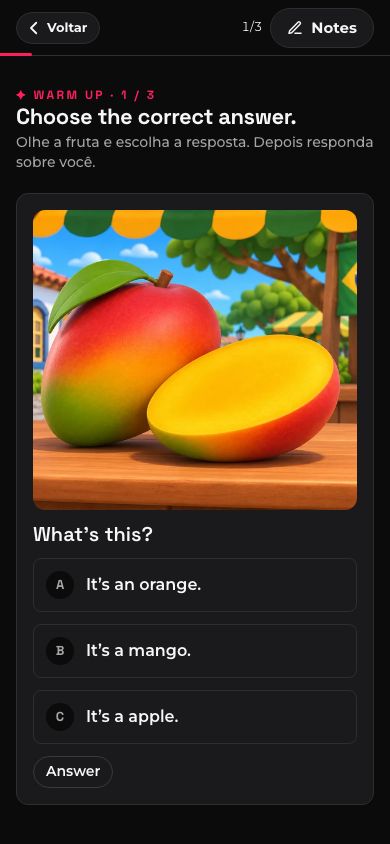 Voltar
1/3
Notes
WARM UP · 1 / 3
Choose the correct answer.
Olhe a fruta e escolha a resposta. Depois responda
sobre você.
What's this?
A It's an orange.
B It's a mango.
C It's a apple.
Answer